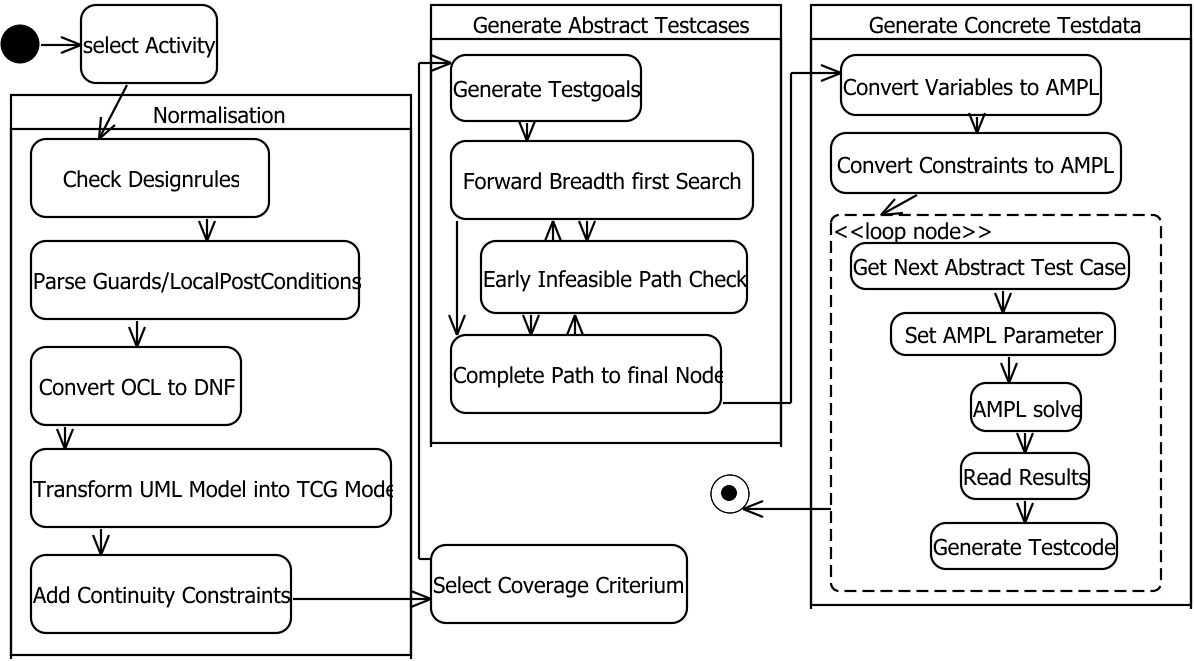 select Activity
Normalisation
Check Designrules
Parse Guards/LocalPostConditions
Convert OCL to DNF
Transform UML Model into TCG Mode
Add Continuity Constraints
Select Coverage Criterium
Generate Abstract Testcases
Generate Testgoals
Forward Breadth first Search
Early Infeasible Path Check
Complete Path to final Node
Generate Concrete Testdata
Convert Variables to AMPL
Convert Constraints to AMPL
<<loop node>>
Get Next Abstract Test Case
Set AMPL Parameter
AMPL solve
Read Results
Generate Testcode